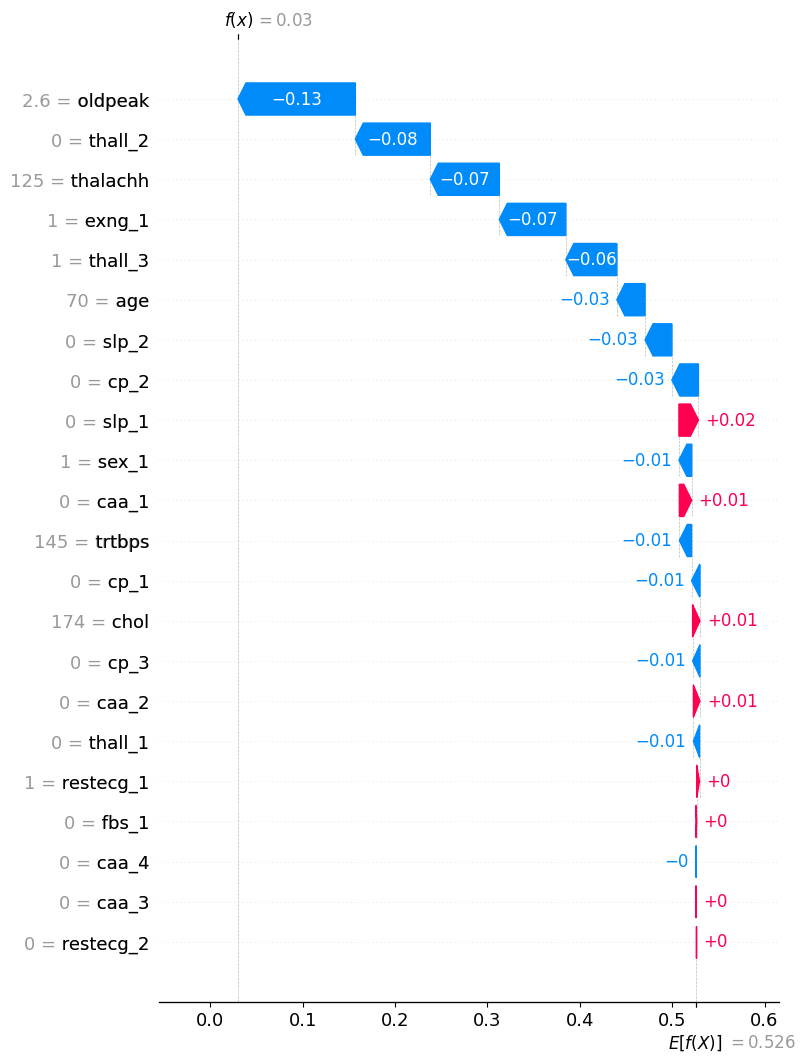 f(x) = 0.03
2.6 = oldpeak −0.13
0 = thall_2 −0.08
125 = thalachh −0.07
1 = exng_1 −0.07
1 = thall_3 −0.06
70 = age −0.03
0 = slp_2 −0.03
0 = cp_2 −0.03
0 = slp_1 +0.02
1 = sex_1 −0.01
0 = caa_1 +0.01
145 = trtbps −0.01
0 = cp_1 −0.01
174 = chol +0.01
0 = cp_3 −0.01
0 = caa_2 +0.01
0 = thall_1 −0.01
1 = restecg_1 +0
0 = fbs_1 +0
0 = caa_4 −0
0 = caa_3 +0
0 = restecg_2 +0
0.0 0.1 0.2 0.3 0.4 0.5 0.6
E[f(X)] = 0.526